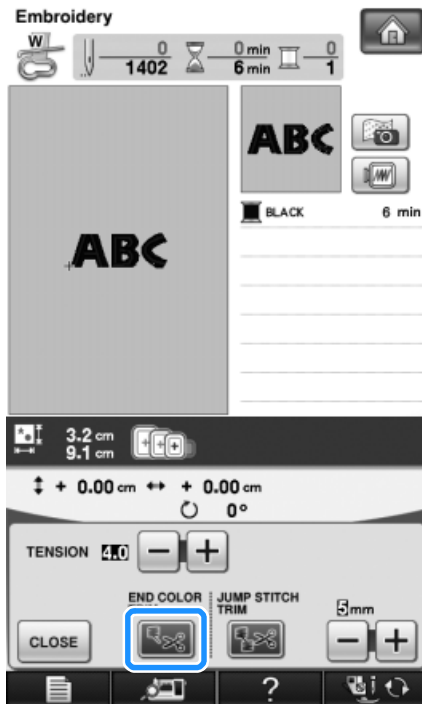 Embroidery
W
0 0 min 0
1402 6 min 1
ABC
ABC
BLACK 6 min
3.2 cm
9.1 cm
+ 0.00 cm + 0.00 cm
0°
TENSION 4.0 − +
END COLOR JUMP STITCH
TRIM TRIM
5mm
CLOSE − +
?